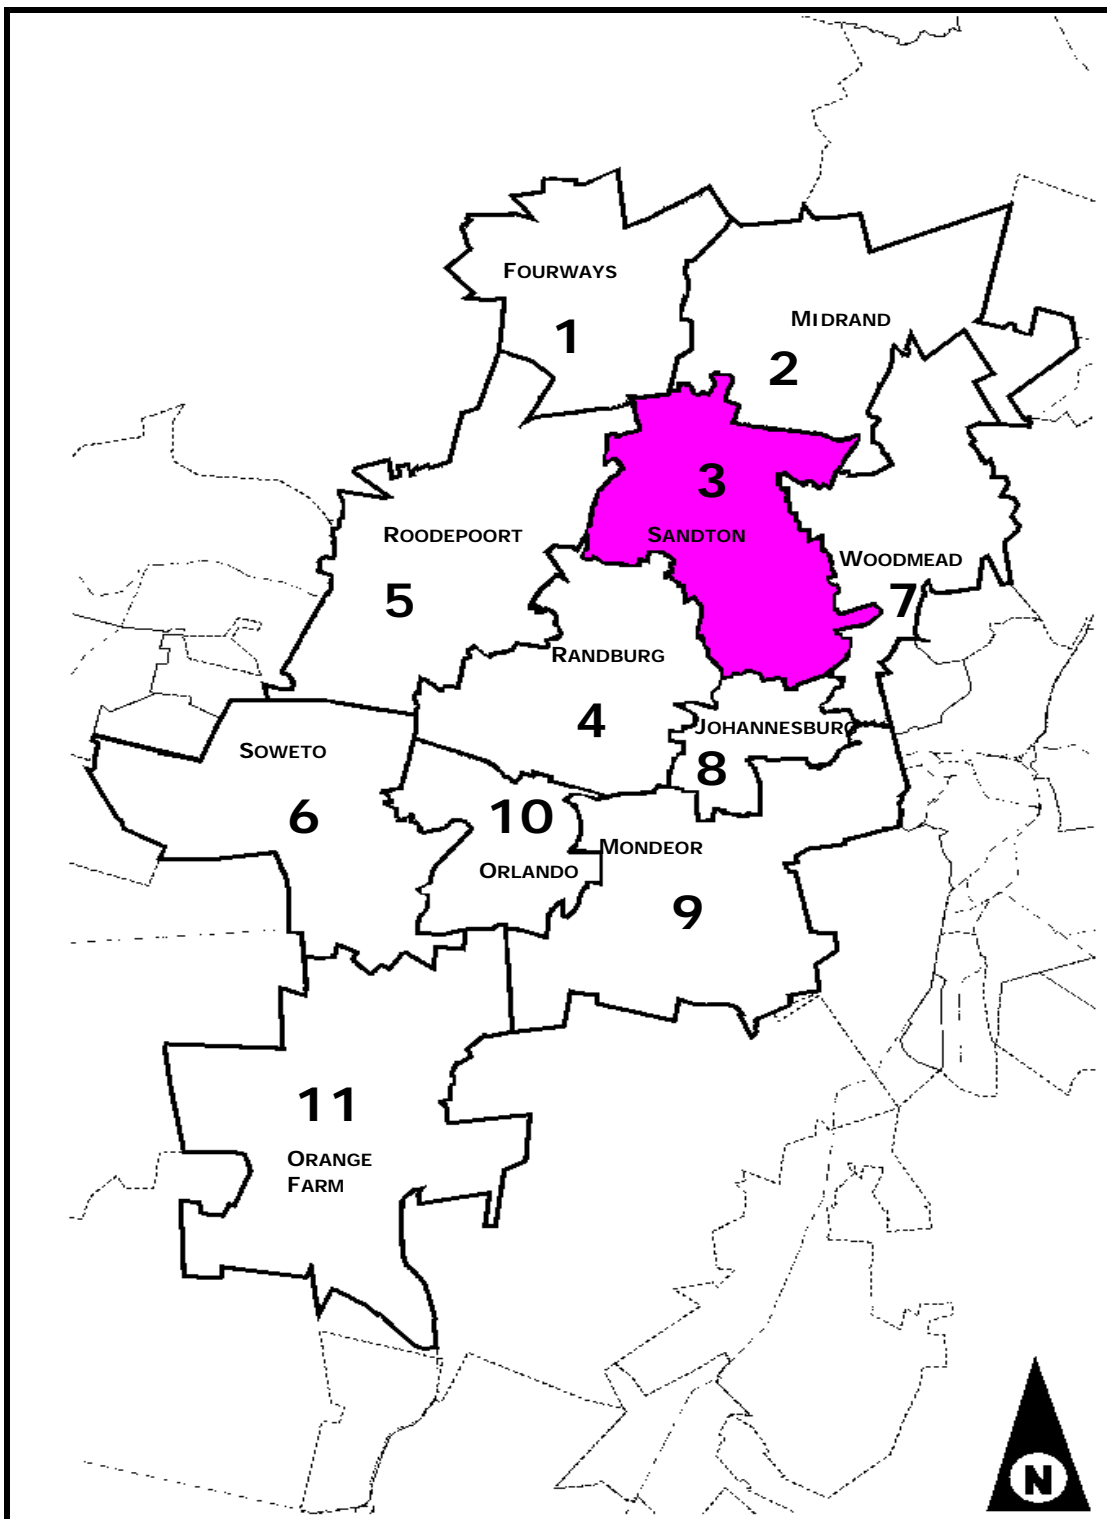 FOURWAYS
1
MIDRAND
2
3
SANDTON
ROODEPOORT
5
WOODMEAD
7
RANDBURG
4
JOHANNESBURG
8
SOWETO
6
10
ORLANDO
MONDEOR
9
11
ORANGE
FARM
N